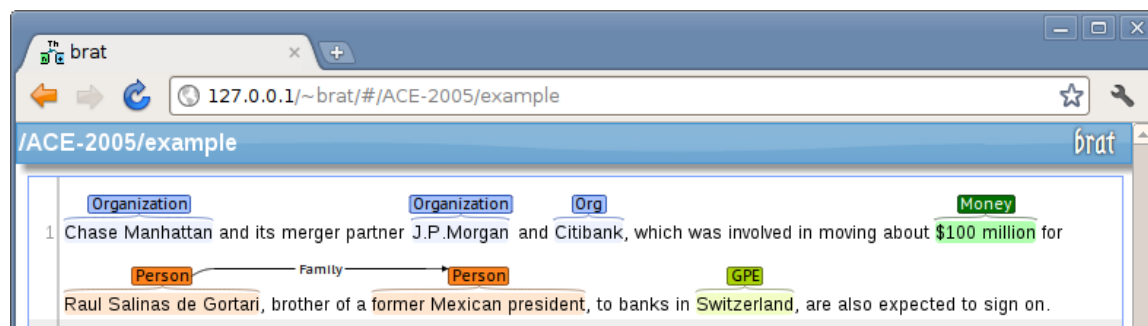 brat
127.0.0.1/~brat/#/ACE-2005/example
/ACE-2005/example brat
Organization Organization Org Money
1 Chase Manhattan and its merger partner J.P.Morgan and Citibank, which was involved in moving about $100 million for
Person Family Person GPE
Raul Salinas de Gortari, brother of a former Mexican president, to banks in Switzerland, are also expected to sign on.